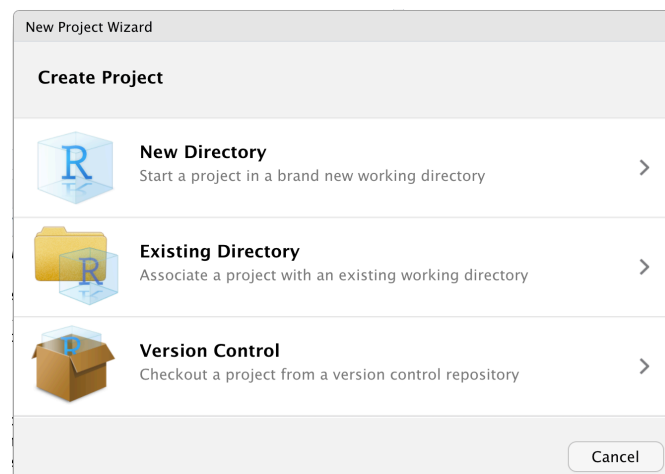 New Project Wizard
Create Project
R
New Directory
Start a project in a brand new working directory
R
Existing Directory
Associate a project with an existing working directory
R
Version Control
Checkout a project from a version control repository
Cancel